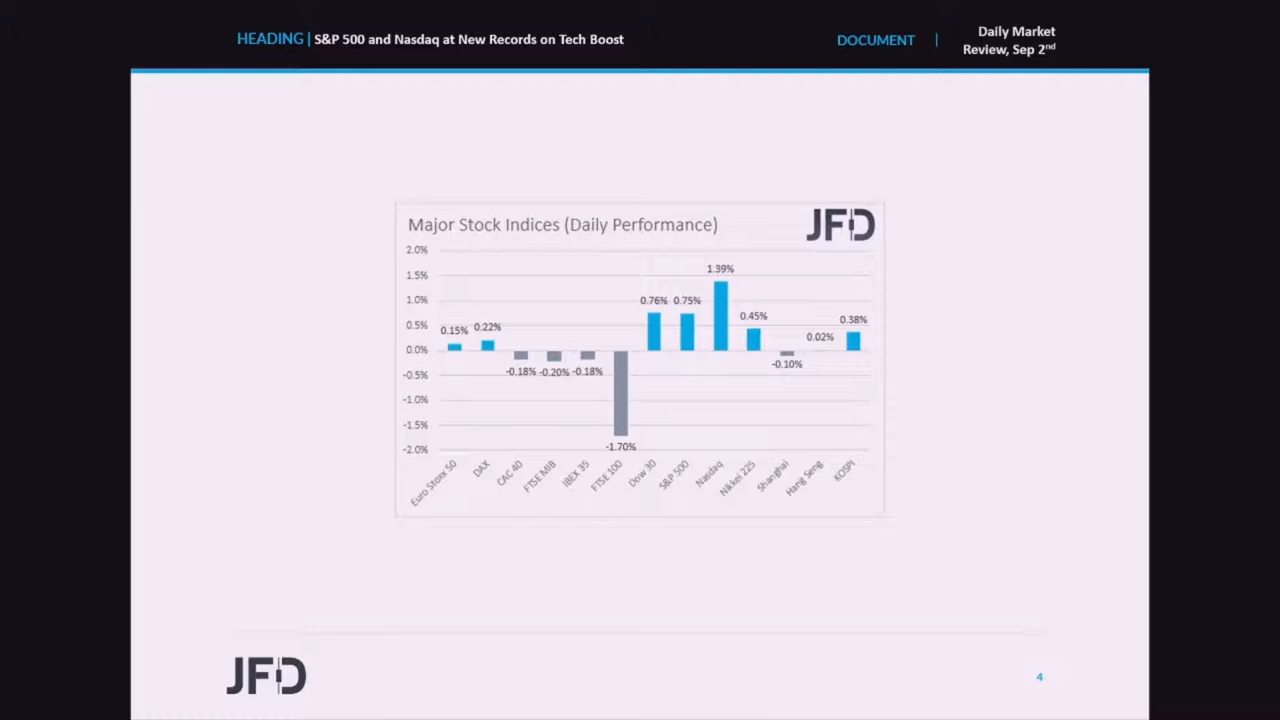 HEADING | S&P 500 and Nasdaq at New Records on Tech Boost
DOCUMENT |
Daily Market
Review, Sep 2nd
Major Stock Indices (Daily Performance)
JFD
2.0%
1.5%
1.0%
0.5%
0.0%
-0.5%
-1.0%
-1.5%
-2.0%
0.15%
0.22%
-0.18%
-0.20%
-0.18%
-1.70%
0.76%
0.75%
1.39%
0.45%
-0.10%
0.02%
0.38%
Euro Stoxx 50
DAX
CAC 40
FTSE MIB
IBEX 35
FTSE 100
Dow 30
S&P 500
Nasdaq
Nikkei 225
Shanghai
Hang Seng
KOSPI
JFD
4